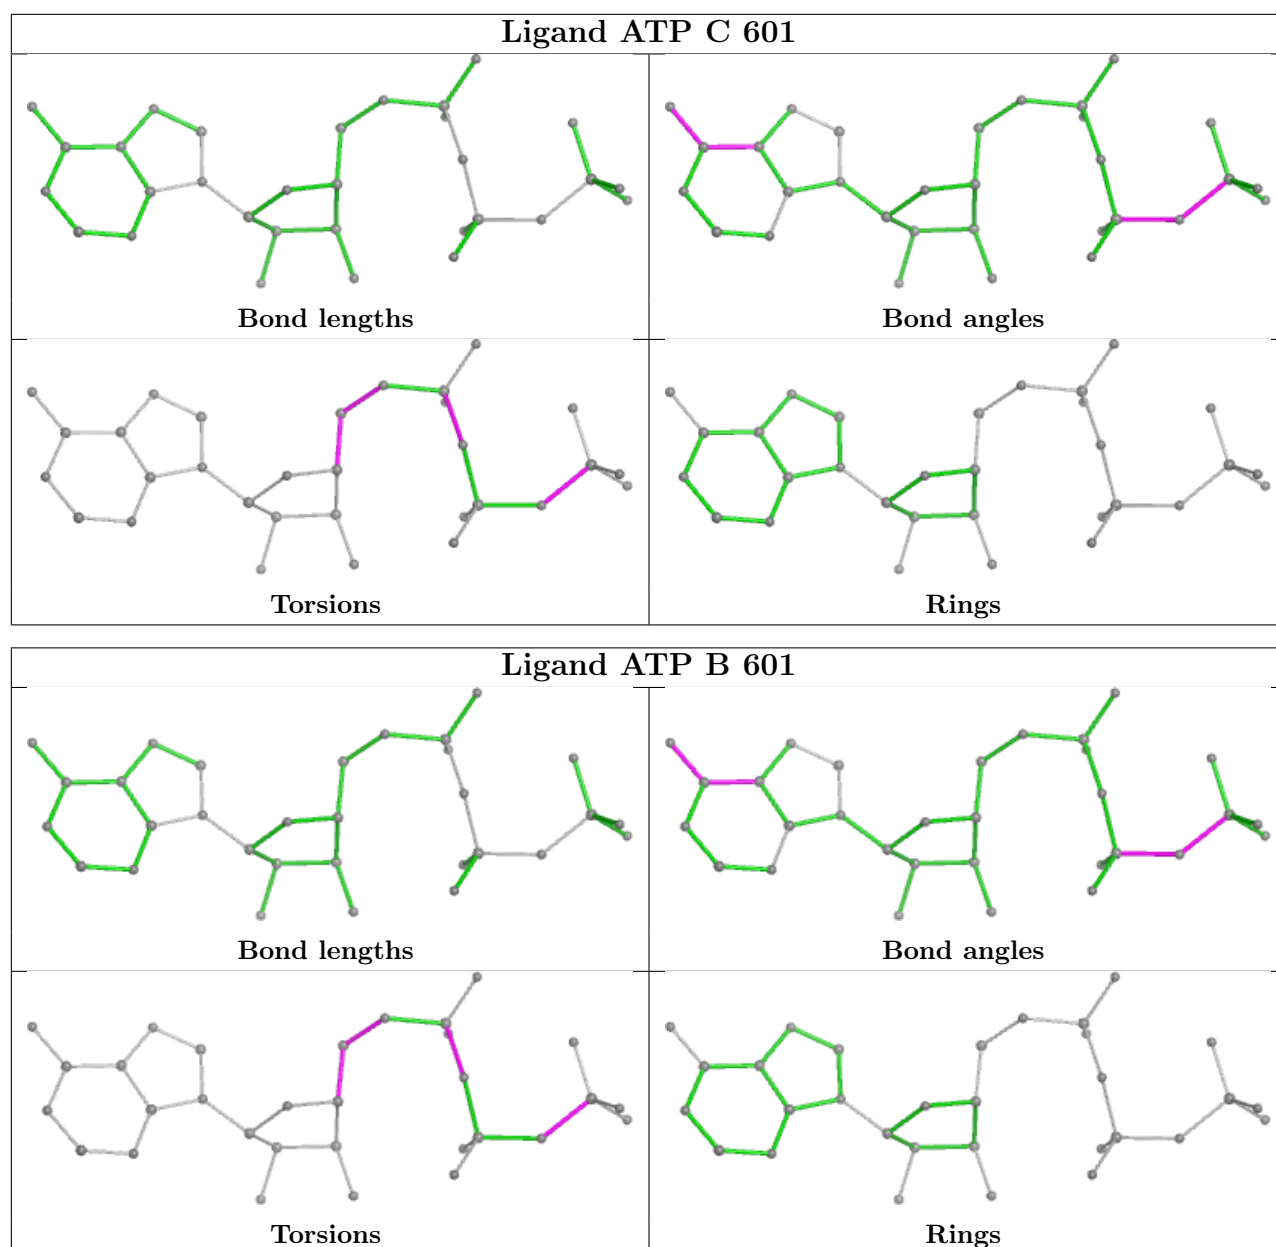 Ligand ATP C 601
Bond lengths
Bond angles
Torsions
Rings
Ligand ATP B 601
Bond lengths
Bond angles
Torsions
Rings